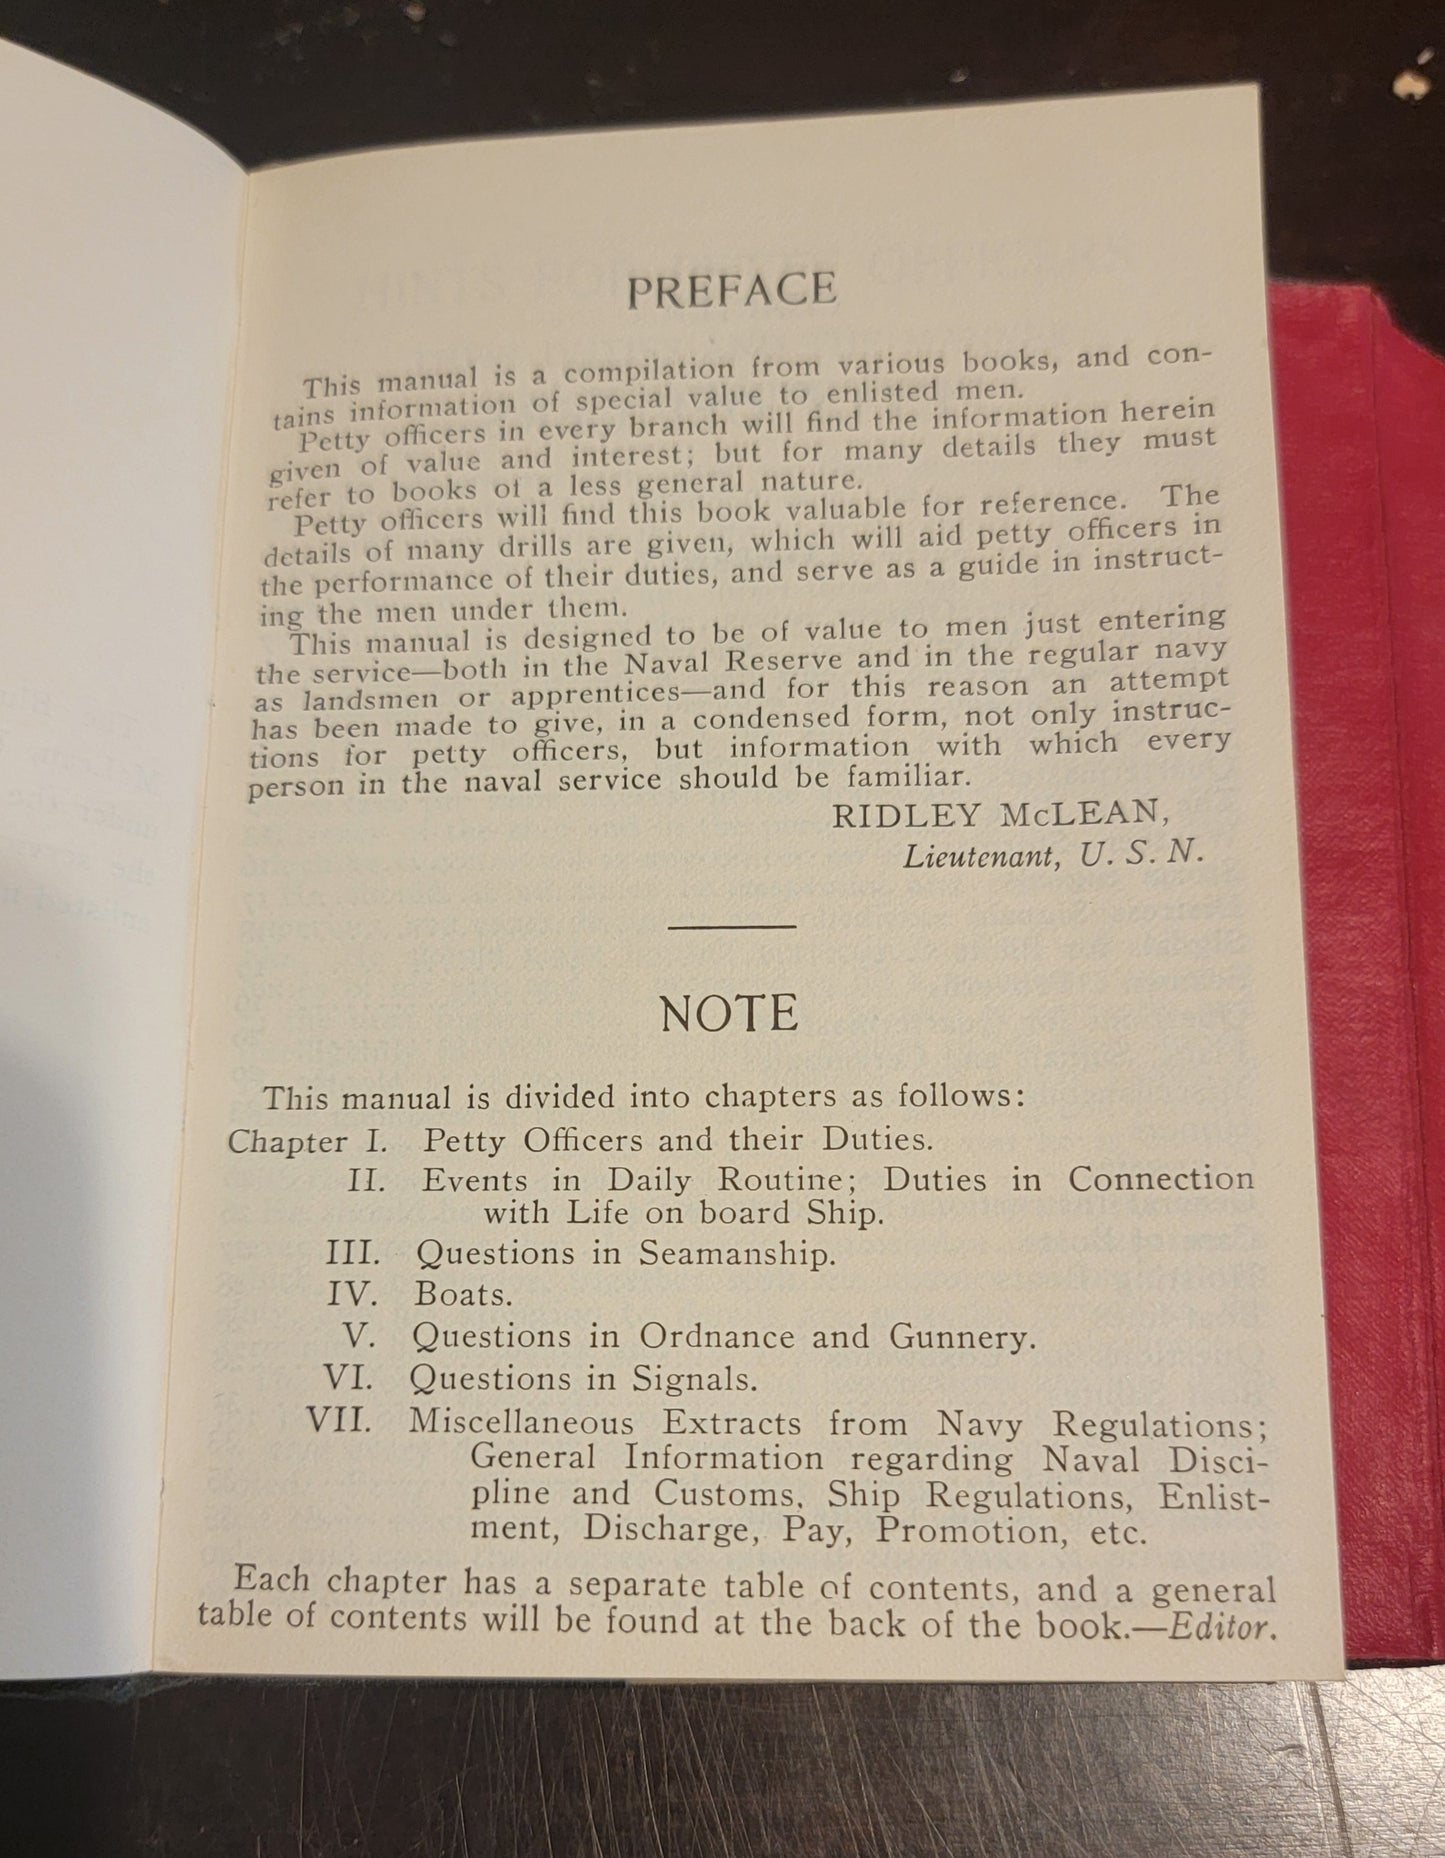 PREFACE
This manual is a compilation from various books, and con-
tains information of special value to enlisted men.
Petty officers in every branch will find the information herein
given of value and interest; but for many details they must
refer to books of a less general nature.
Petty officers will find this book valuable for reference. The
details of many drills are given, which will aid petty officers in
the performance of their duties, and serve as a guide in instruct-
ing the men under them.
This manual is designed to be of value to men just entering
the service—both in the Naval Reserve and in the regular navy
as landsmen or apprentices—and for this reason an attempt
has been made to give, in a condensed form, not only instruc-
tions for petty officers, but information with which every
person in the naval service should be familiar.
RIDLEY McLEAN,
Lieutenant, U. S. N.
NOTE
This manual is divided into chapters as follows:
Chapter I. Petty Officers and their Duties.
II. Events in Daily Routine; Duties in Connection
with Life on board Ship.
III. Questions in Seamanship.
IV. Boats.
V. Questions in Ordnance and Gunnery.
VI. Questions in Signals.
VII. Miscellaneous Extracts from Navy Regulations;
General Information regarding Naval Disci-
pline and Customs, Ship Regulations, Enlist-
ment, Discharge, Pay, Promotion, etc.
Each chapter has a separate table of contents, and a general
table of contents will be found at the back of the book.—Editor.